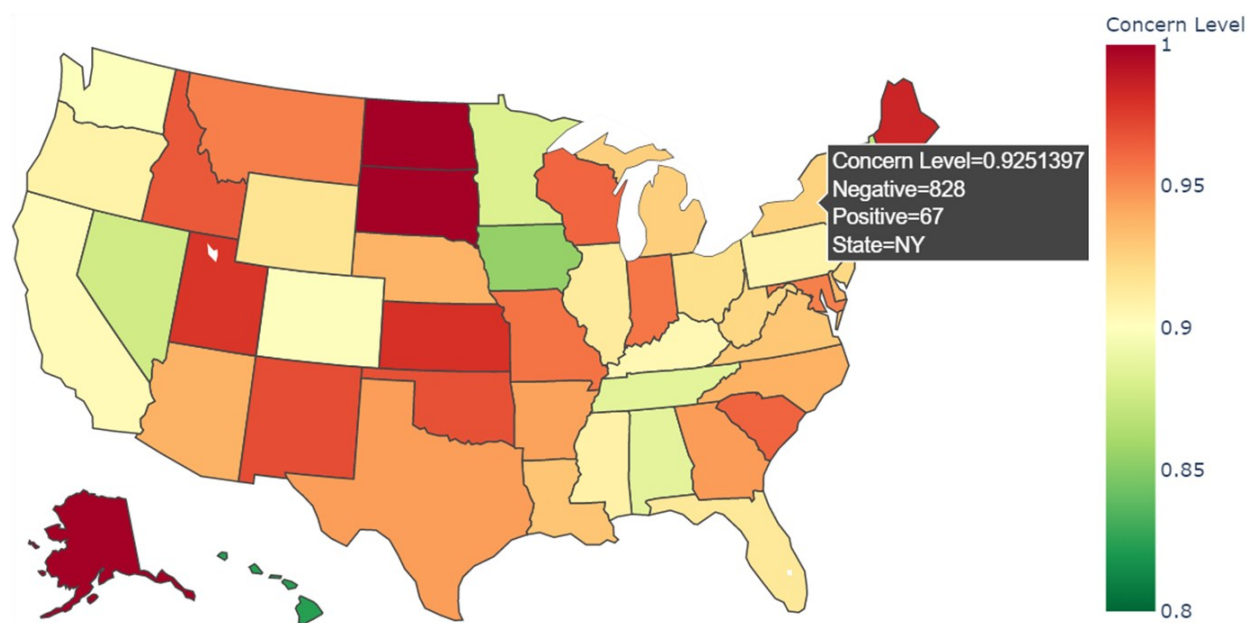 Concern Level
1
Concern Level=0.9251397
Negative=828
Positive=67
State=NY
0.95
0.9
0.85
0.8